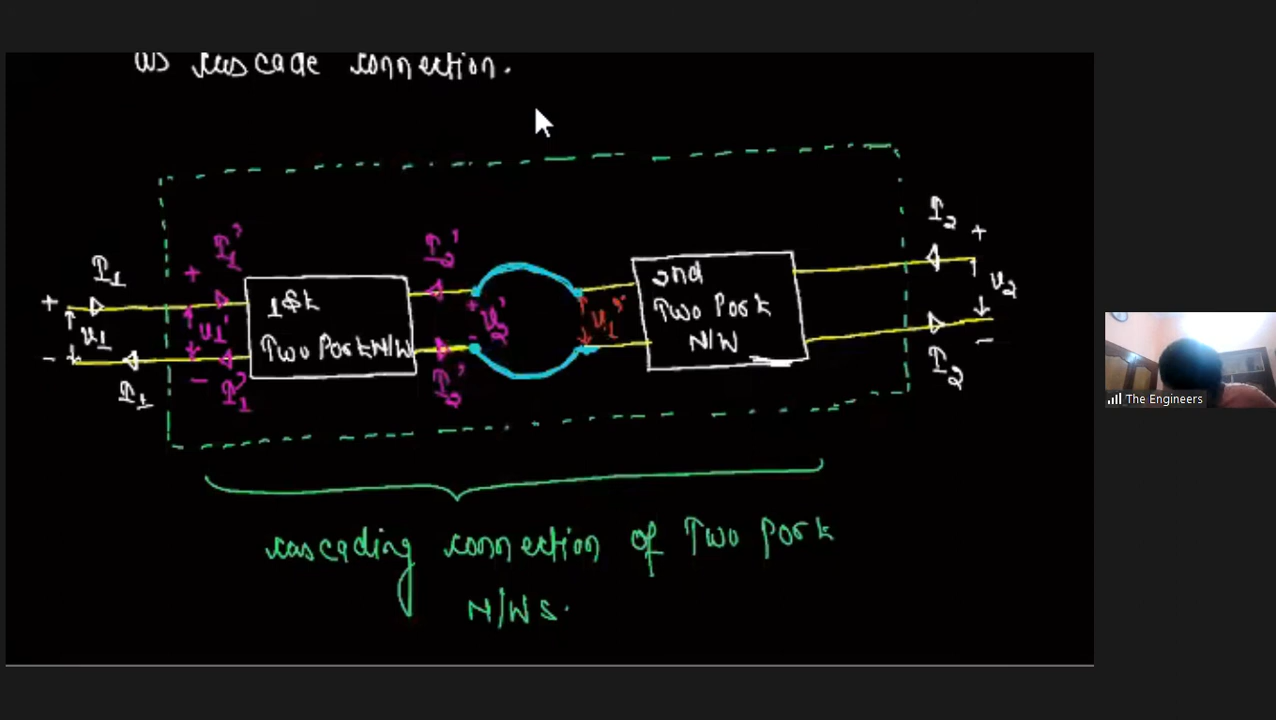 as cascade connection.
I2
+
I1
I1'
+
I2'
+
V1
-
V1'
-
1st
Two Port N/W
+
V2'
-
V1"
2nd
Two Port
N/W
V2
-
I1
I1'
I2'
I2
The Engineers
cascading connection of Two port
N/W s.